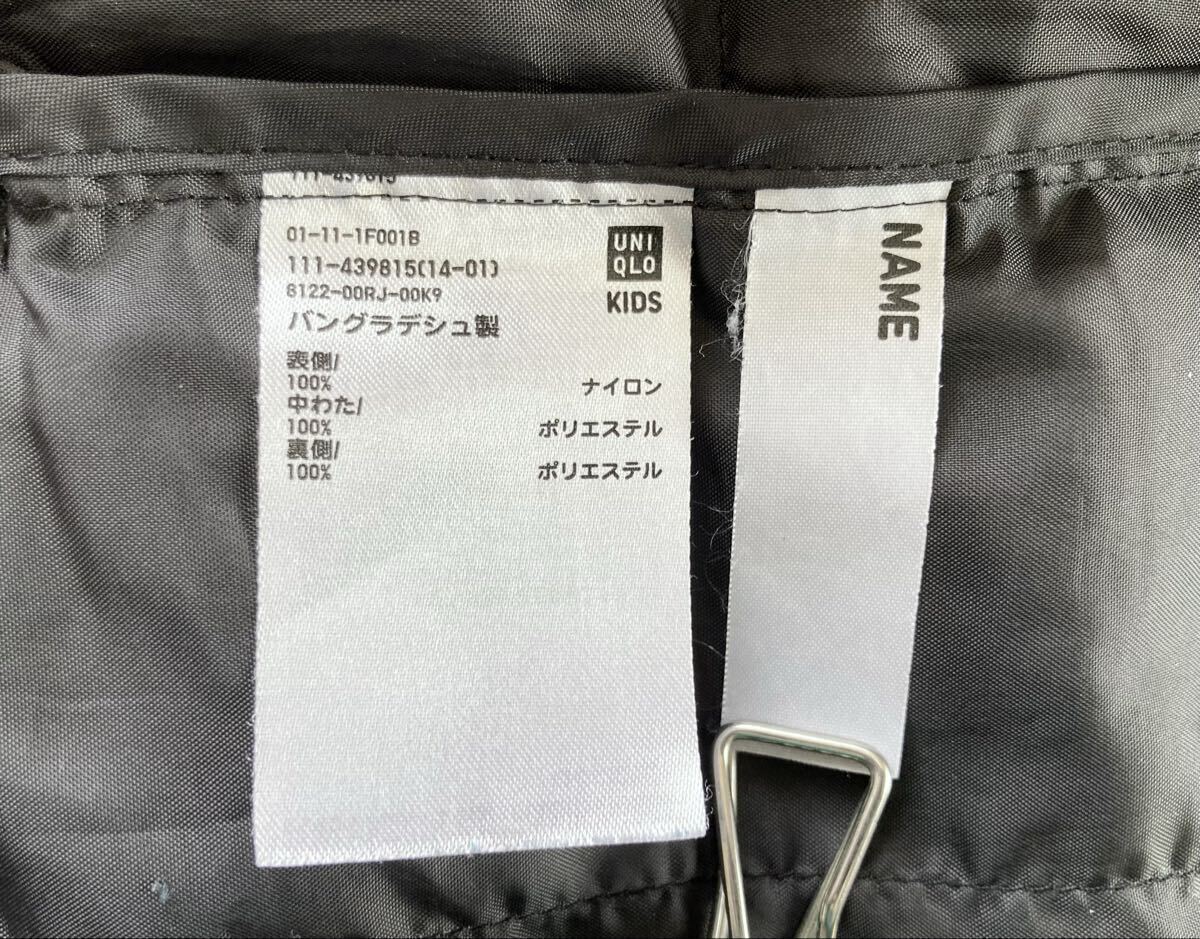 111-439815
01-11-1F001B
111-439815(14-01)
8122-00RJ-00K9
バングラデシュ製
UNI
QLO
KIDS
表側/
100% ナイロン
中わた/
100% ポリエステル
裏側/
100% ポリエステル
NAME